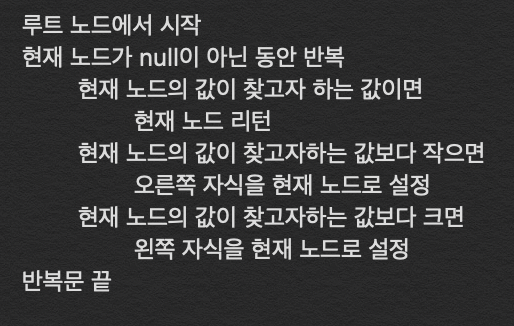 루트 노드에서 시작
현재 노드가 null이 아닌 동안 반복
현재 노드의 값이 찾고자 하는 값이면
현재 노드 리턴
현재 노드의 값이 찾고자하는 값보다 작으면
오른쪽 자식을 현재 노드로 설정
현재 노드의 값이 찾고자하는 값보다 크면
왼쪽 자식을 현재 노드로 설정
반복문 끝